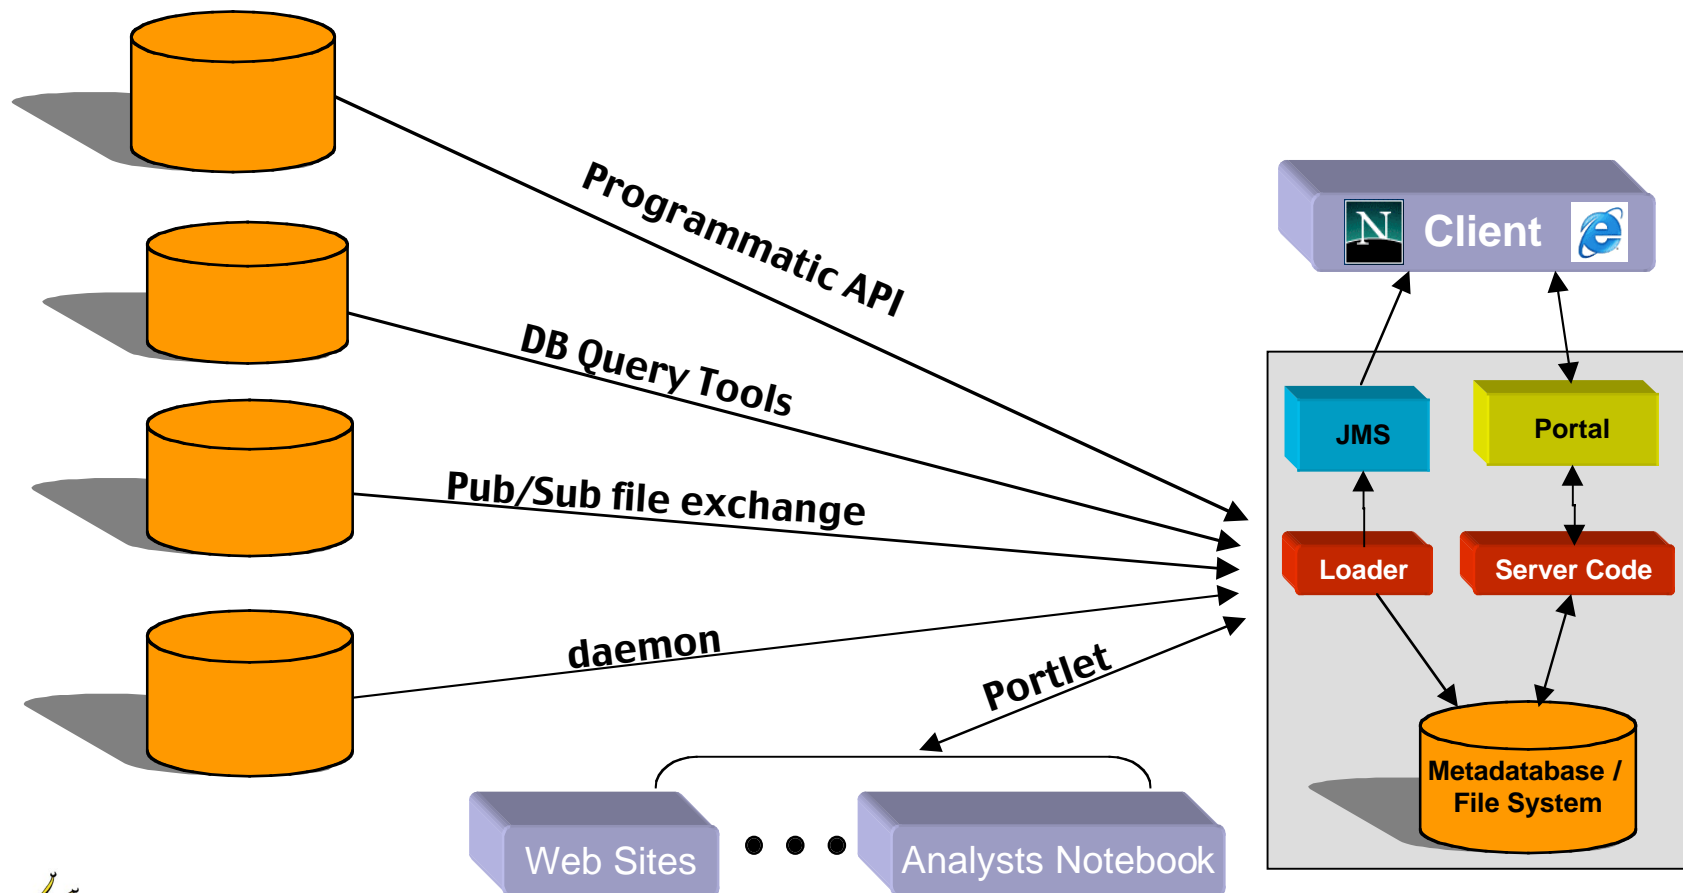 Programmatic API
DB Query Tools
Pub/Sub file exchange
daemon
Portlet
N
Client
e
JMS
Portal
Loader
Server Code
Metadatabase /
File System
Web Sites
Analysts Notebook